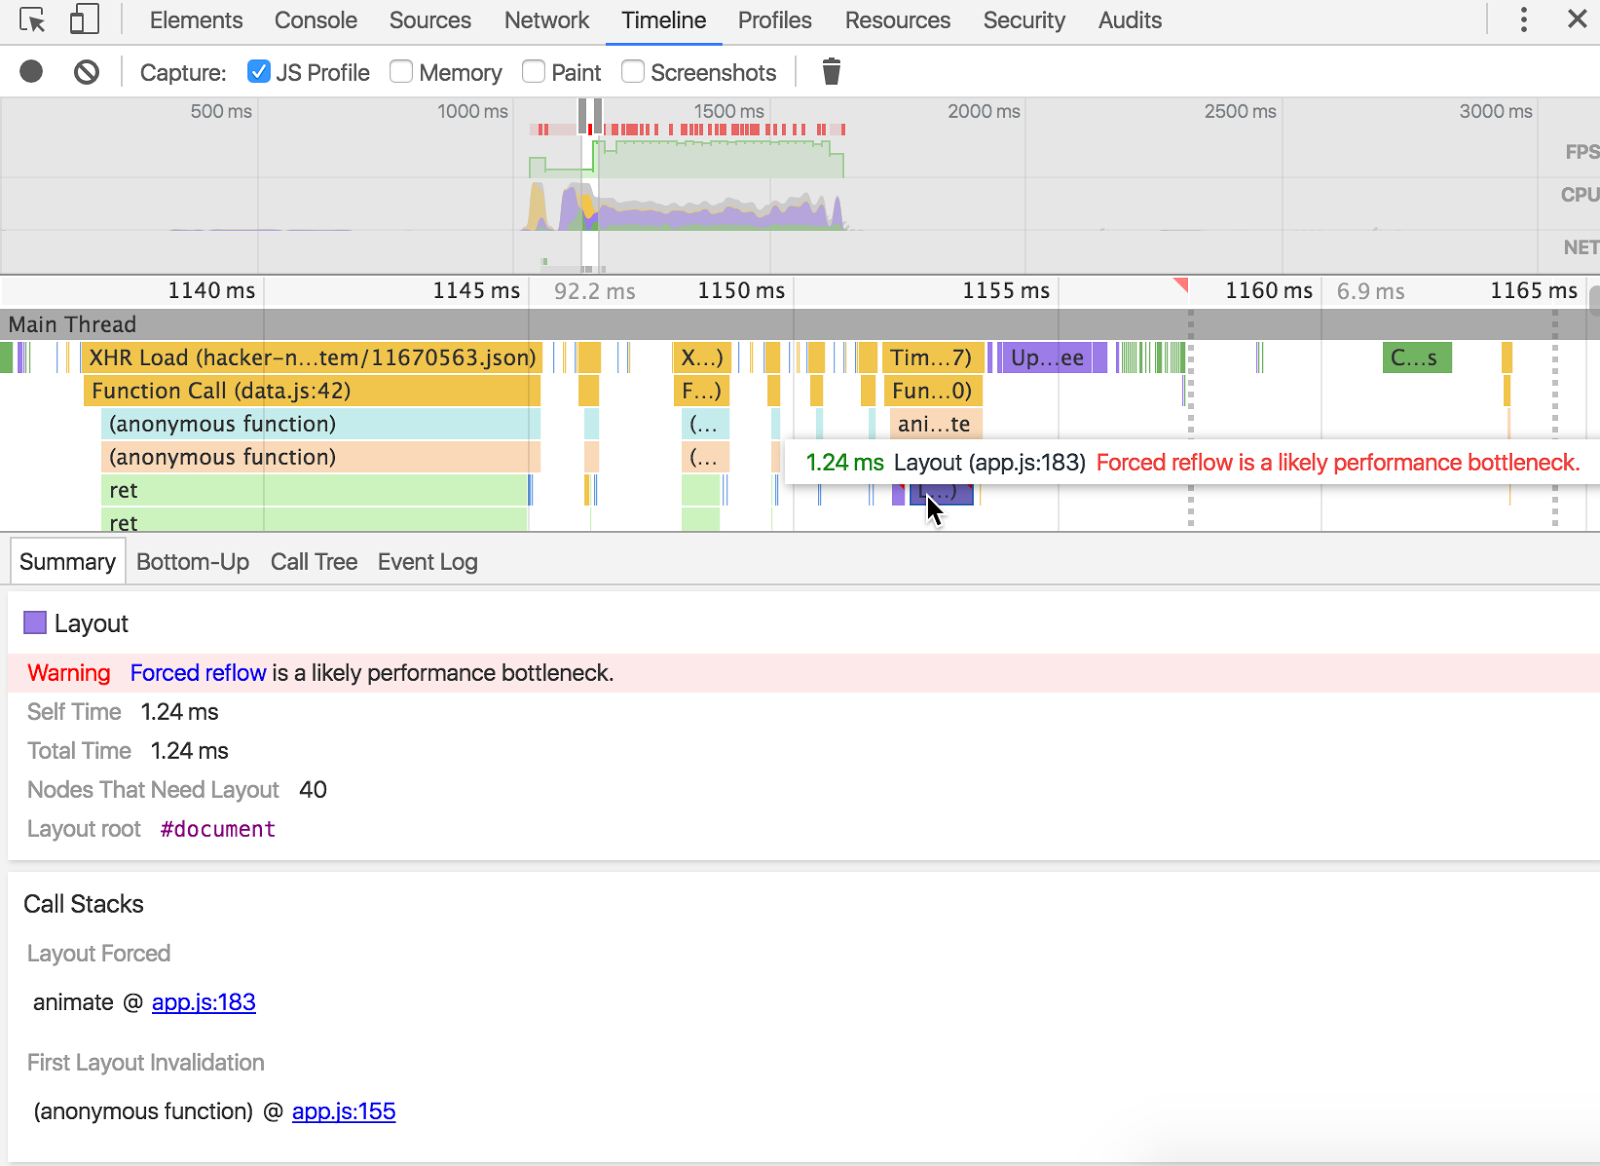 Elements Console Sources Network Timeline Profiles Resources Security Audits
Capture: JS Profile Memory Paint Screenshots
500 ms 1000 ms 1500 ms 2000 ms 2500 ms 3000 ms
FPS
CPU
NET
1140 ms 1145 ms 92.2 ms 1150 ms 1155 ms 1160 ms 6.9 ms 1165 ms
Main Thread
XHR Load (hacker-n...tem/11670563.json) X...) Tim...7) Up...ee C...s
Function Call (data.js:42) F...) Fun...0)
(anonymous function) (... ani...te
(anonymous function) (...
1.24 ms Layout (app.js:183) Forced reflow is a likely performance bottleneck.
ret L...)
ret
Summary Bottom-Up Call Tree Event Log
Layout
Warning Forced reflow is a likely performance bottleneck.
Self Time 1.24 ms
Total Time 1.24 ms
Nodes That Need Layout 40
Layout root #document
Call Stacks
Layout Forced
animate @ app.js:183
First Layout Invalidation
(anonymous function) @ app.js:155